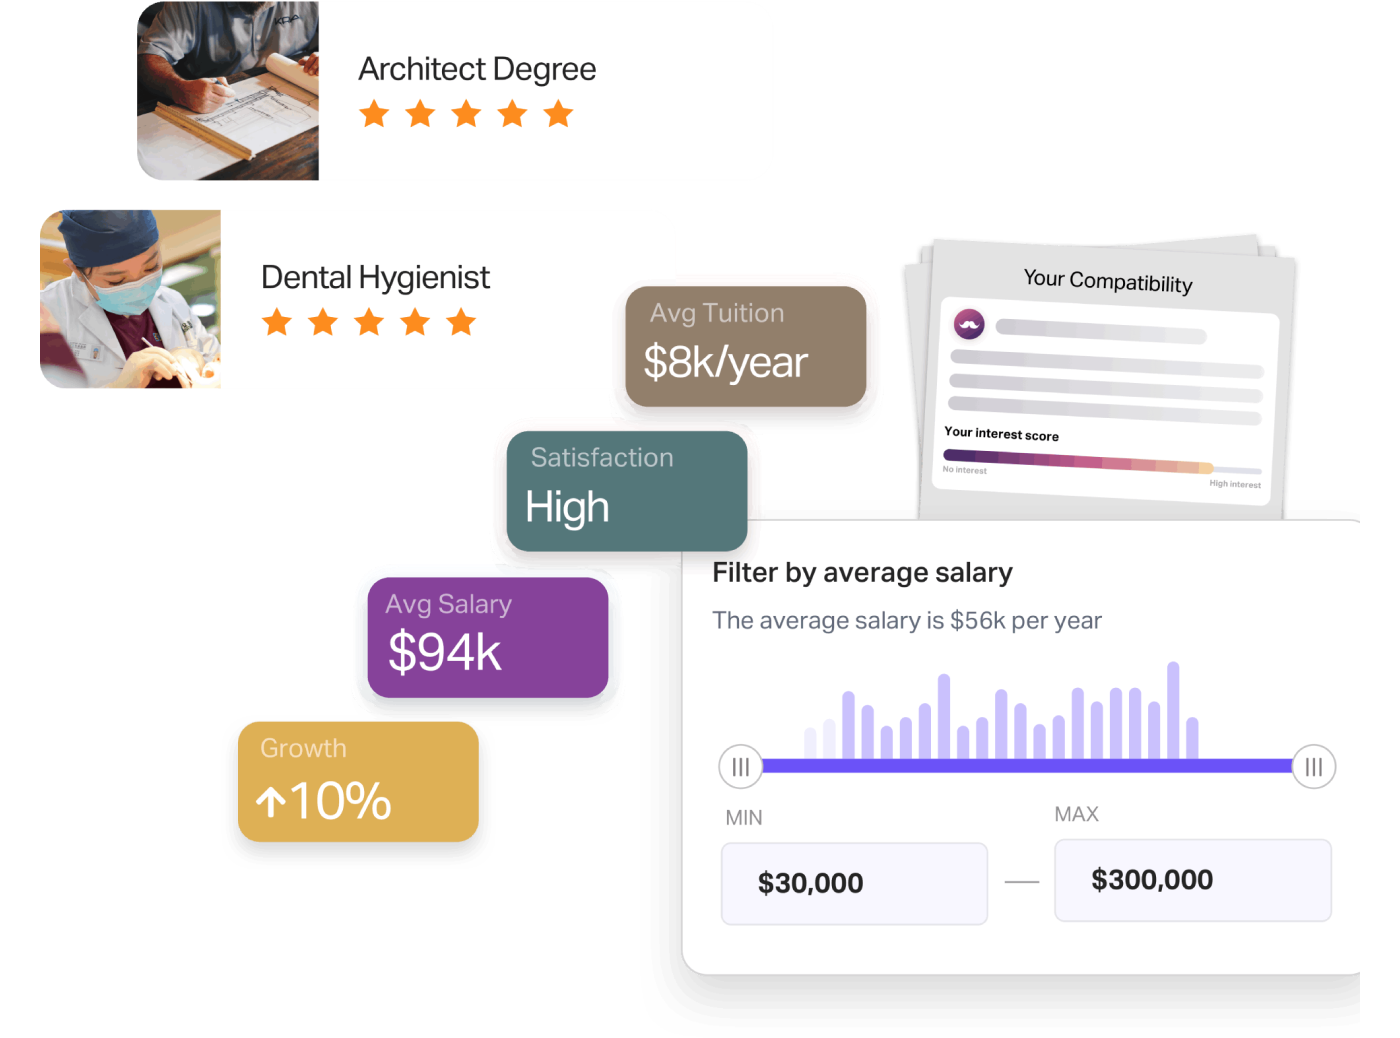 KRA
Architect Degree
Dental Hygienist
Avg Tuition
$8k/year
Satisfaction
High
Avg Salary
$94k
Growth
↑10%
Your Compatibility
Your interest score
No interest
High interest
Filter by average salary
The average salary is $56k per year
MIN
MAX
$30,000
—
$300,000